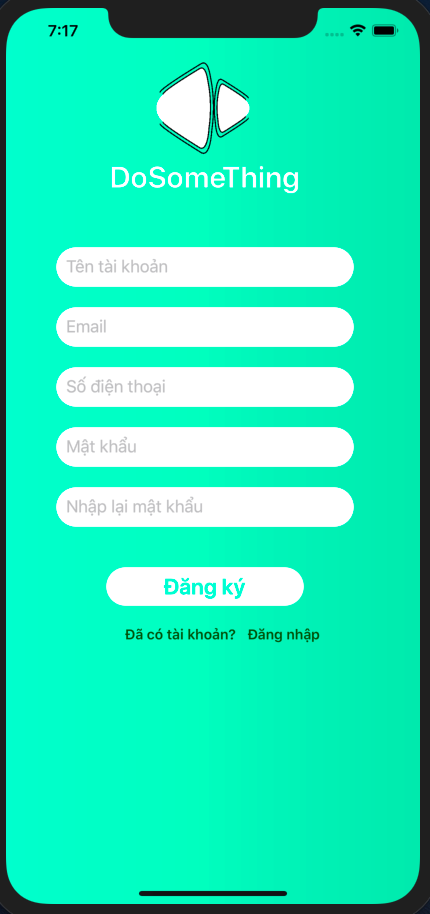 7:17
DoSomeThing
Tên tài khoản
Email
Số điện thoại
Mật khẩu
Nhập lại mật khẩu
Đăng ký
Đã có tài khoản? Đăng nhập